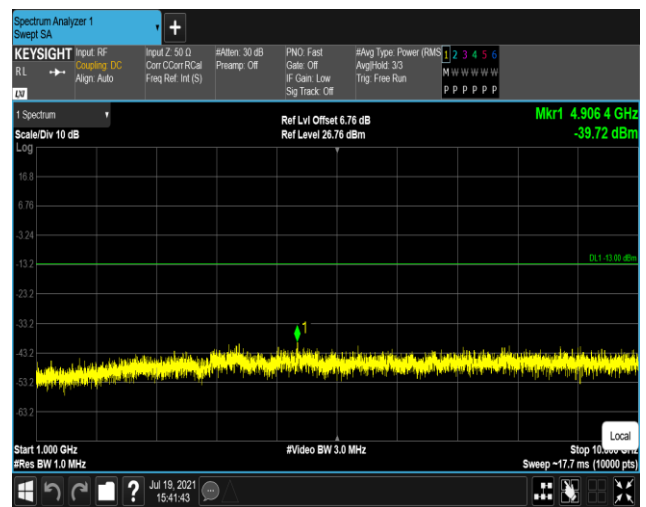 Spectrum Analyzer 1
Swept SA
+
KEYSIGHT
RL
LXI
Input: RF
Coupling: DC
Align: Auto
Input Z: 50 Ω
Corr CCorr RCal
Freq Ref: Int (S)
#Atten: 30 dB
Preamp: Off
PNO: Fast
Gate: Off
IF Gain: Low
Sig Track: Off
#Avg Type: Power (RMS
Avg|Hold: 3/3
Trig: Free Run
1 2 3 4 5 6
M W W W W W
P P P P P P
1 Spectrum
Scale/Div 10 dB
Log
Ref Lvl Offset 6.76 dB
Ref Level 26.76 dBm
Mkr1 4.906 4 GHz
-39.72 dBm
16.8
6.76
-3.24
-13.2
DL1 -13.00 dBm
-23.2
-33.2
1
-43.2
-53.2
-63.2
Local
Start 1.000 GHz
#Res BW 1.0 MHz
#Video BW 3.0 MHz
Stop 10.000 GHz
Sweep ~17.7 ms (10000 pts)
?
Jul 19, 2021
15:41:43